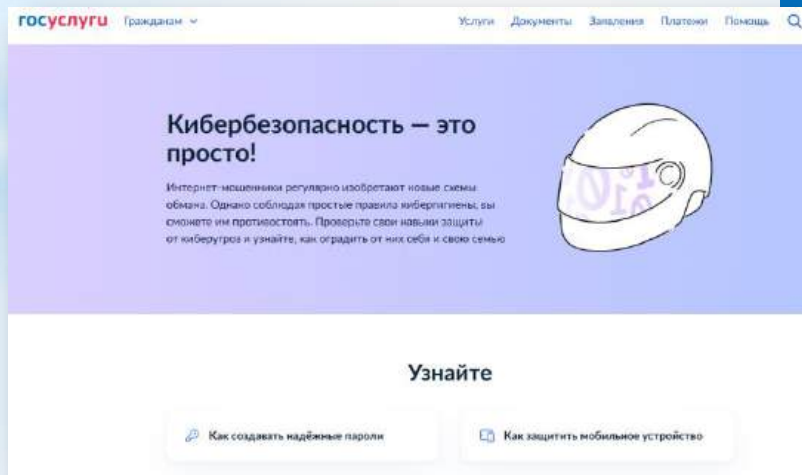 госуслуги Гражданам Услуги Документы Заявления Платежи Помощь
Кибербезопасность — это
просто!
Интернет-мошенники регулярно изобретают новые схемы
обмана. Однако соблюдая простые правила кибергигиены, вы
сможете им противостоять. Проверьте свои навыки защиты
от киберугроз и узнайте, как оградить от них себя и свою семью
Узнайте
Как создавать надёжные пароли Как защитить мобильное устройство